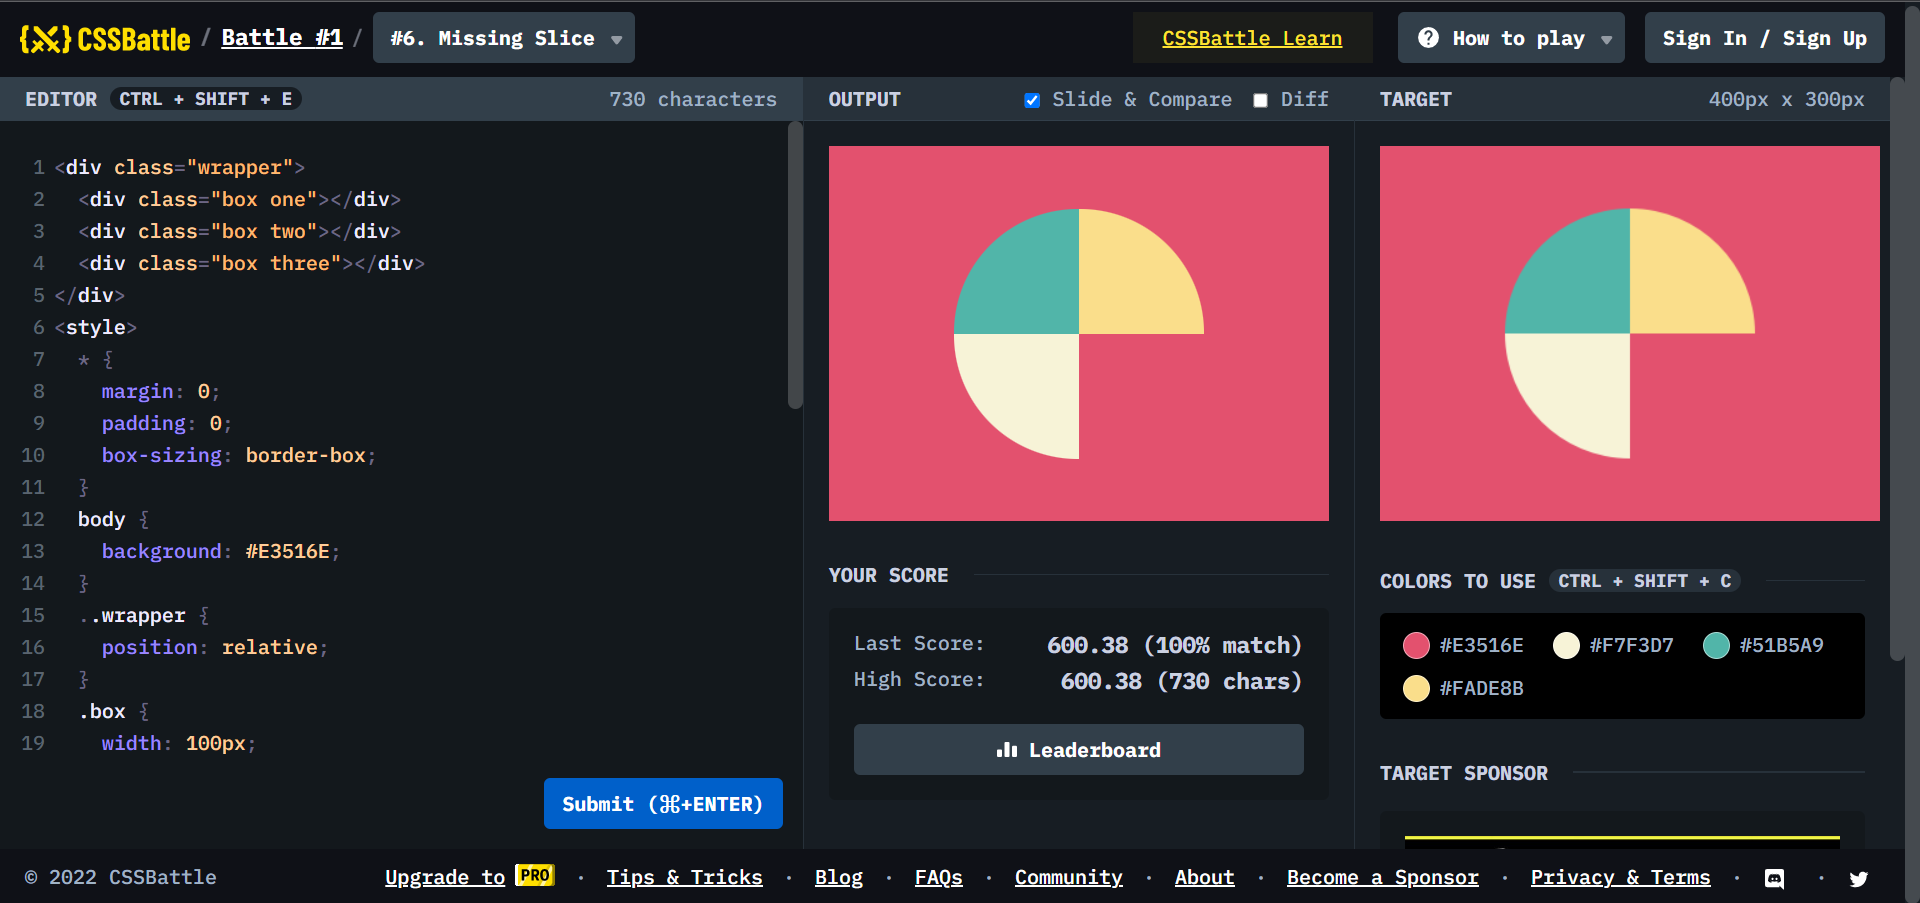 {X} CSSBattle / Battle #1 / #6. Missing Slice CSSBattle Learn How to play Sign In / Sign Up
EDITOR CTRL + SHIFT + E 730 characters
1 <div class="wrapper">
2 <div class="box one"></div>
3 <div class="box two"></div>
4 <div class="box three"></div>
5 </div>
6 <style>
7 * {
8 margin: 0;
9 padding: 0;
10 box-sizing: border-box;
11 }
12 body {
13 background: #E3516E;
14 }
15 ..wrapper {
16 position: relative;
17 }
18 .box {
19 width: 100px;
Submit (⌘+ENTER)
OUTPUT Slide & Compare Diff
YOUR SCORE
Last Score: 600.38 (100% match)
High Score: 600.38 (730 chars)
Leaderboard
TARGET 400px x 300px
COLORS TO USE CTRL + SHIFT + C
#E3516E #F7F3D7 #51B5A9
#FADE8B
TARGET SPONSOR
© 2022 CSSBattle Upgrade to PRO · Tips & Tricks · Blog · FAQs · Community · About · Become a Sponsor · Privacy & Terms · ·